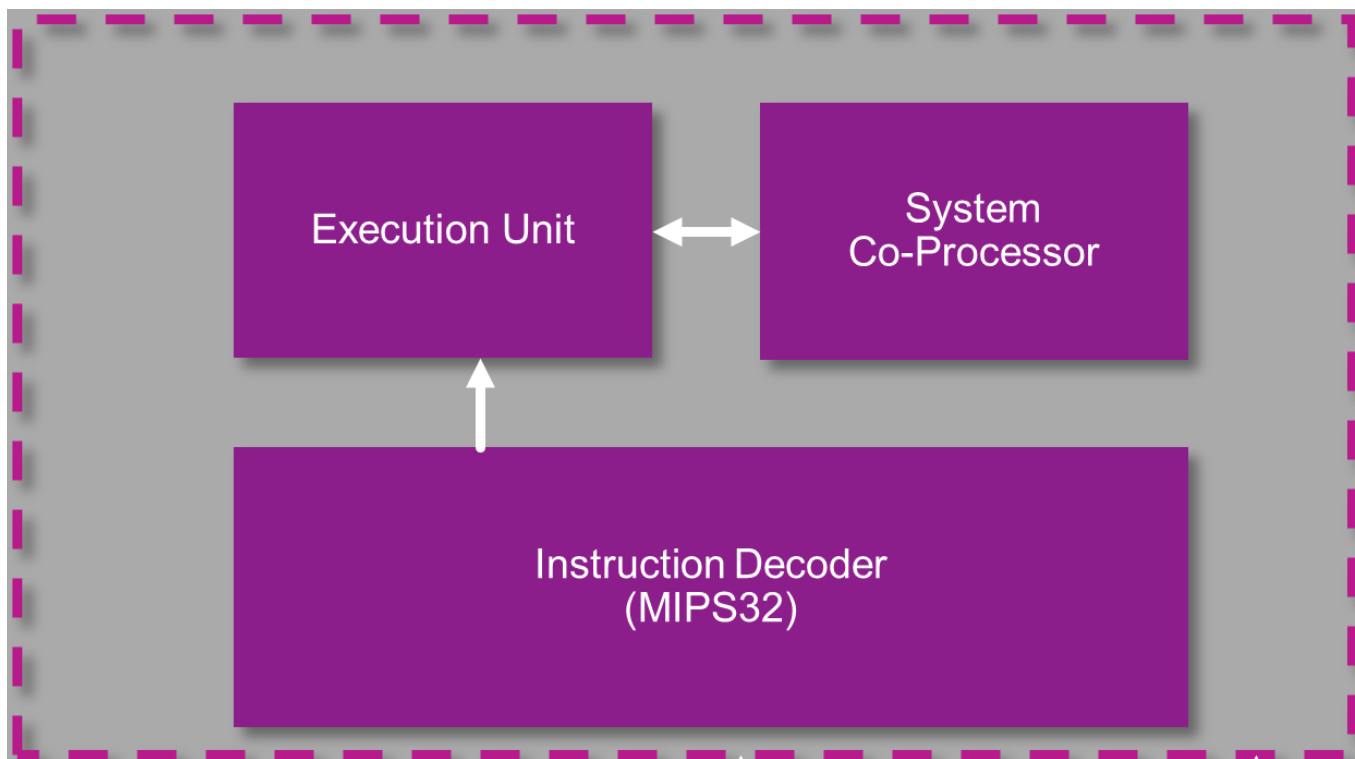 Execution Unit
System
Co-Processor
Instruction Decoder
(MIPS32)